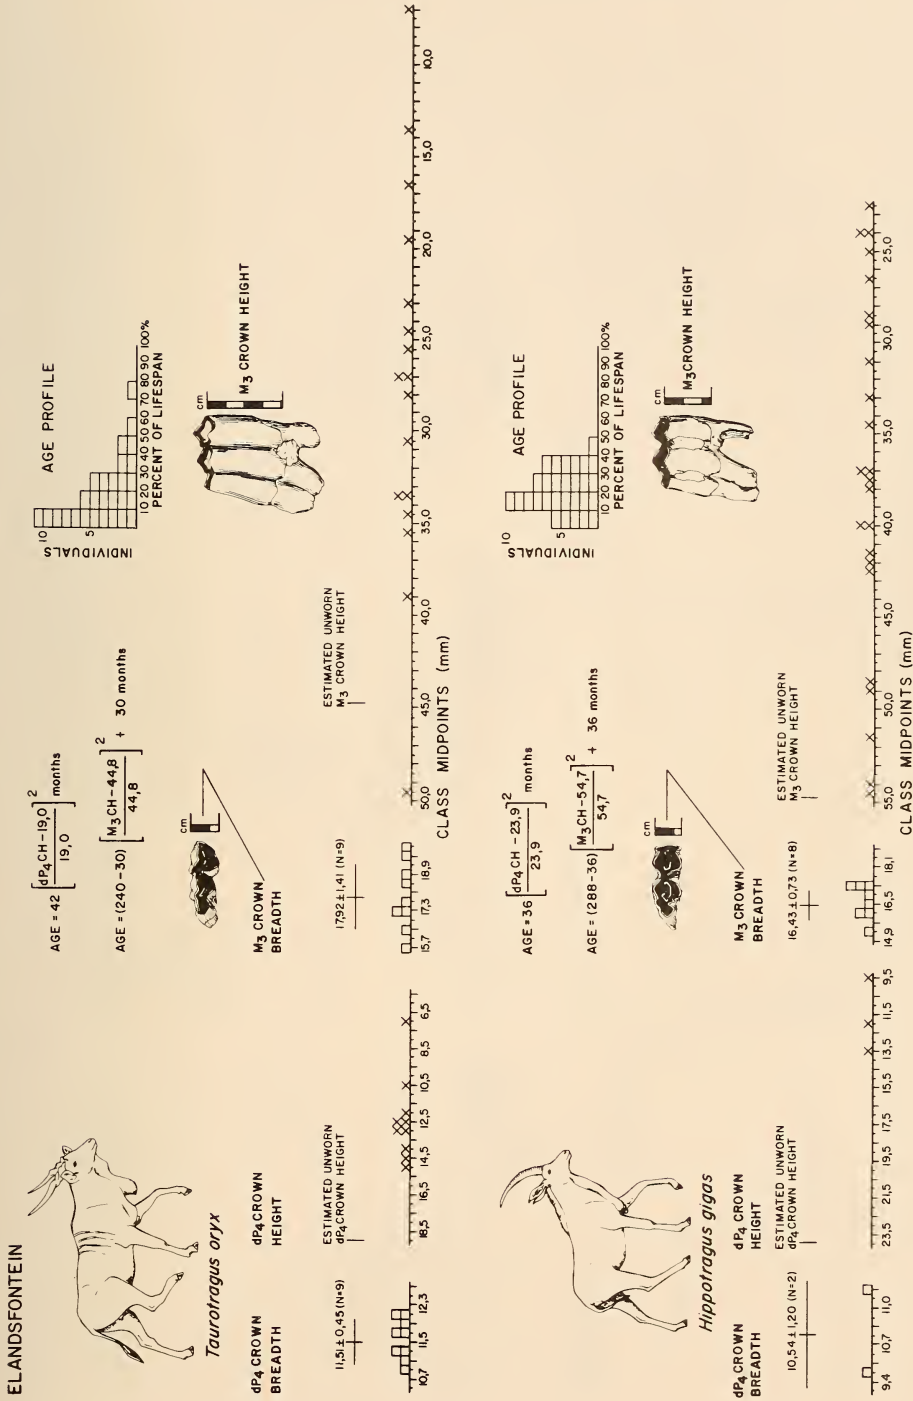 ELANDSFONTEIN
Taurotragus oryx
dP4 CROWN BREADTH
dP4 CROWN HEIGHT
11,51 ± 0,45 (N=9)
ESTIMATED UNWORN
dP4 CROWN HEIGHT
10,7 11,5 12,3
18,5 16,5 14,5 12,5 10,5 8,5 6,5
AGE = 42 [dP4CH – 19,0 / 19,0]2 months
AGE = (240 – 30) [M3CH – 44,8 / 44,8]2 + 30 months
cm
M3 CROWN BREADTH
17,92 ± 1,41 (N=9)
15,7 17,3 18,9
ESTIMATED UNWORN
M3 CROWN HEIGHT
AGE PROFILE
INDIVIDUALS
10
5
10 20 30 40 50 60 70 80 90 100%
PERCENT OF LIFESPAN
cm
M3 CROWN HEIGHT
50,0 45,0 40,0 35,0 30,0 25,0 20,0 15,0 10,0
CLASS MIDPOINTS (mm)
Hippotragus gigas
dP4 CROWN BREADTH
dP4 CROWN HEIGHT
10,54 ± 1,20 (N=2)
ESTIMATED UNWORN
dP4 CROWN HEIGHT
9,4 10,7 11,0
23,5 21,5 19,5 17,5 15,5 13,5 11,5 9,5
AGE = 36 [dP4CH – 23,9 / 23,9]2 months
AGE = (288 – 36) [M3CH – 54,7 / 54,7]2 + 36 months
cm
M3 CROWN BREADTH
16,43 ± 0,73 (N=8)
14,9 16,5 18,1
ESTIMATED UNWORN
M3 CROWN HEIGHT
AGE PROFILE
INDIVIDUALS
10
5
10 20 30 40 50 60 70 80 90 100%
PERCENT OF LIFESPAN
cm
M3 CROWN HEIGHT
55,0 50,0 45,0 40,0 35,0 30,0 25,0
CLASS MIDPOINTS (mm)